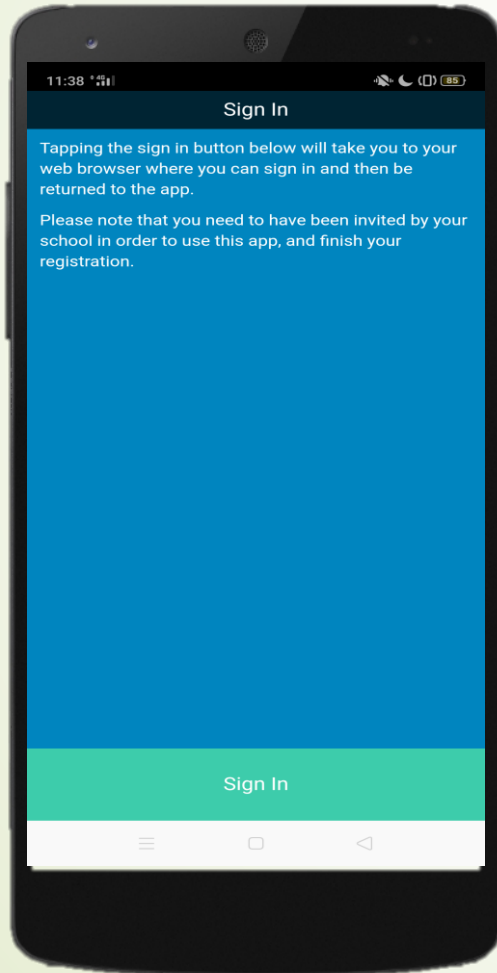 11:38 4G 85
Sign In
Tapping the sign in button below will take you to your
web browser where you can sign in and then be
returned to the app.
Please note that you need to have been invited by your
school in order to use this app, and finish your
registration.
Sign In